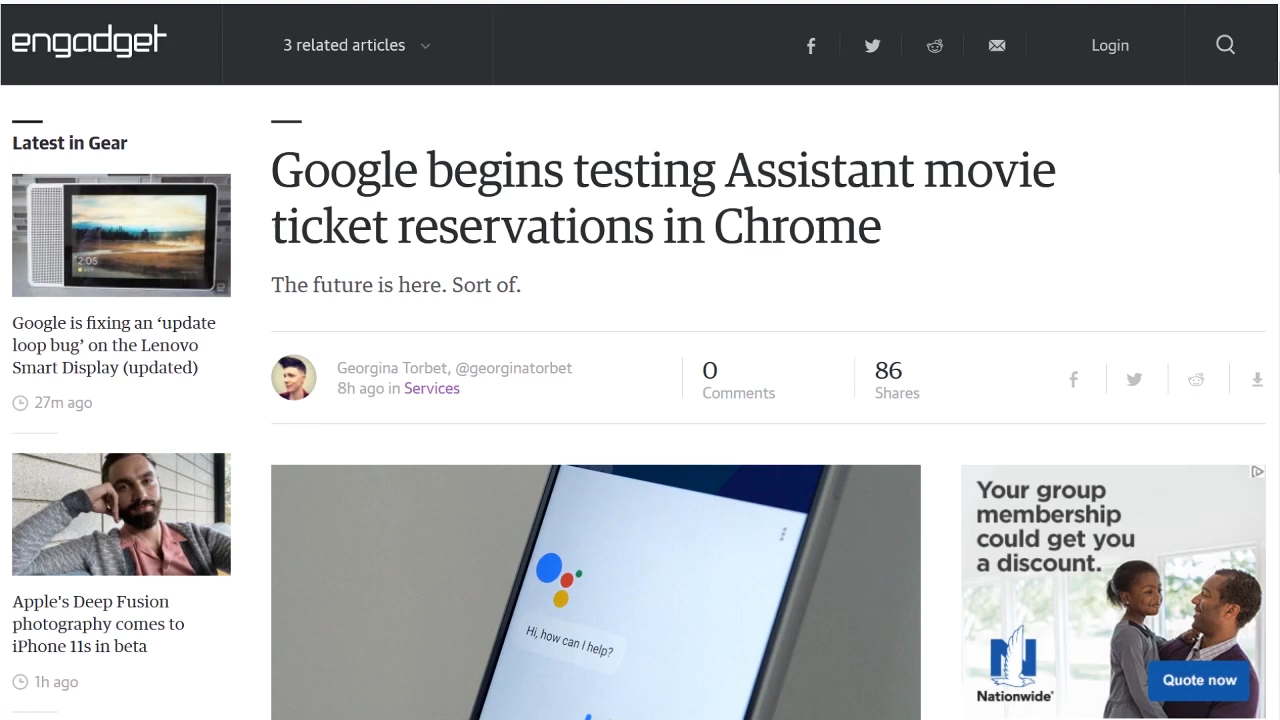 engadget
3 related articles
Login
Latest in Gear
2:05
Google is fixing an ‘update
loop bug’ on the Lenovo
Smart Display (updated)
27m ago
Apple's Deep Fusion
photography comes to
iPhone 11s in beta
1h ago
Google begins testing Assistant movie
ticket reservations in Chrome
The future is here. Sort of.
Georgina Torbet, @georginatorbet
8h ago in Services
0
Comments
86
Shares
Hi, how can I help?
Your group
membership
could get you
a discount.
Nationwide®
Quote now